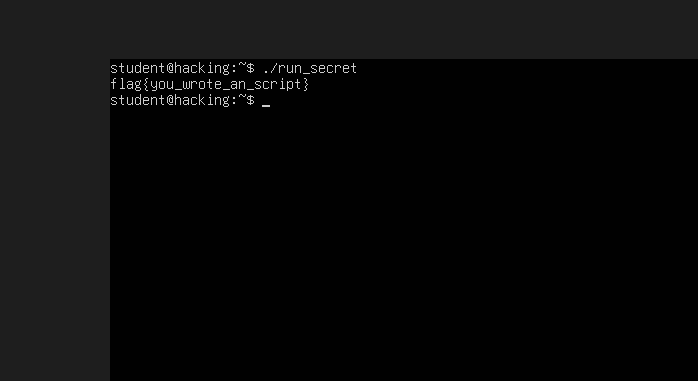 student@hacking:~$ ./run_secret
flag{you_wrote_an_script}
student@hacking:~$ _